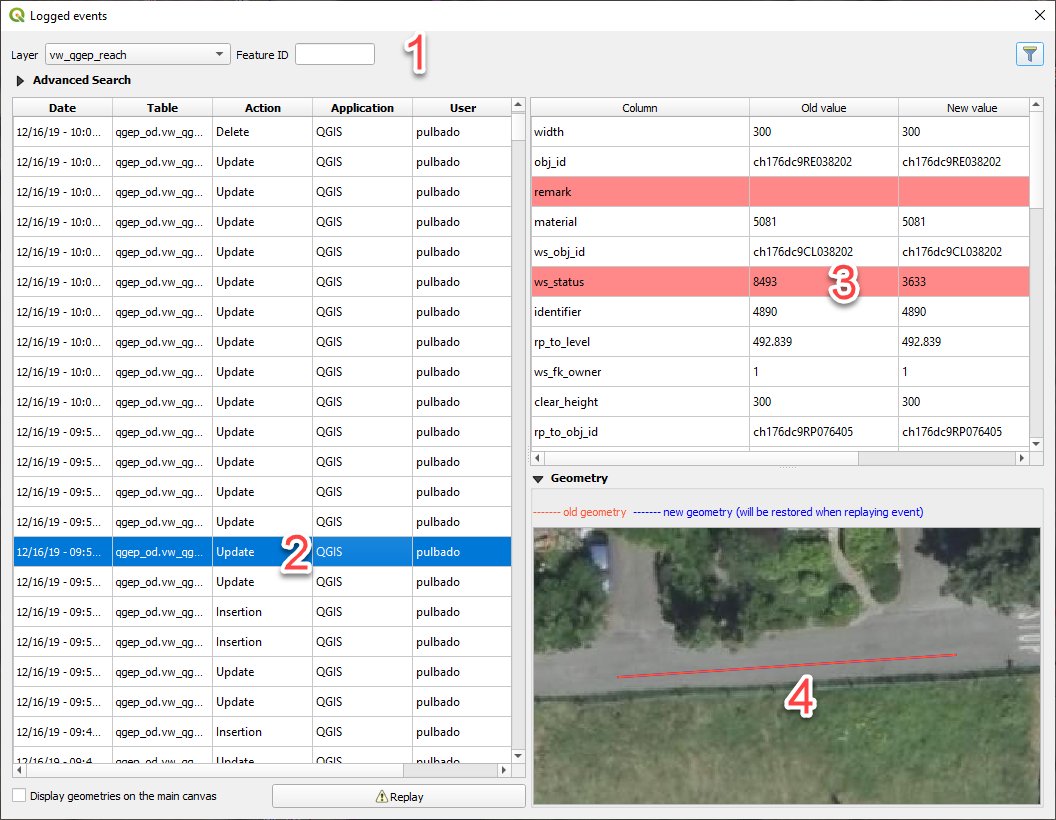 Logged events
Layer vw_qgep_reach Feature ID 1
Advanced Search
Date Table Action Application User
12/16/19 - 10:0... qgep_od.vw_qg... Delete QGIS pulbado
12/16/19 - 10:0... qgep_od.vw_qg... Update QGIS pulbado
12/16/19 - 10:0... qgep_od.vw_qg... Update QGIS pulbado
12/16/19 - 10:0... qgep_od.vw_qg... Update QGIS pulbado
12/16/19 - 10:0... qgep_od.vw_qg... Update QGIS pulbado
12/16/19 - 10:0... qgep_od.vw_qg... Update QGIS pulbado
12/16/19 - 10:0... qgep_od.vw_qg... Update QGIS pulbado
12/16/19 - 10:0... qgep_od.vw_qg... Update QGIS pulbado
12/16/19 - 10:0... qgep_od.vw_qg... Update QGIS pulbado
12/16/19 - 10:0... qgep_od.vw_qg... Update QGIS pulbado
12/16/19 - 09:5... qgep_od.vw_qg... Update QGIS pulbado
12/16/19 - 09:5... qgep_od.vw_qg... Update QGIS pulbado
12/16/19 - 09:5... qgep_od.vw_qg... Update QGIS pulbado
12/16/19 - 09:5... qgep_od.vw_qg... Update QGIS pulbado
12/16/19 - 09:5... qgep_od.vw_qg... Update 2 QGIS pulbado
12/16/19 - 09:5... qgep_od.vw_qg... Update QGIS pulbado
12/16/19 - 09:5... qgep_od.vw_qg... Insertion QGIS pulbado
12/16/19 - 09:5... qgep_od.vw_qg... Insertion QGIS pulbado
12/16/19 - 09:5... qgep_od.vw_qg... Update QGIS pulbado
12/16/19 - 09:5... qgep_od.vw_qg... Update QGIS pulbado
12/16/19 - 09:4... qgep_od.vw_qg... Insertion QGIS pulbado
12/16/19 - 09:4... qgep_od.vw_qg... Update QGIS pulbado
Display geometries on the main canvas
Replay
Column Old value New value
width 300 300
obj_id ch176dc9RE038202 ch176dc9RE038202
remark
material 5081 5081
ws_obj_id ch176dc9CL038202 ch176dc9CL038202
ws_status 8493 3 3633
identifier 4890 4890
rp_to_level 492.839 492.839
ws_fk_owner 1 1
clear_height 300 300
rp_to_obj_id ch176dc9RP076405 ch176dc9RP076405
Geometry
------- old geometry ------- new geometry (will be restored when replaying event)
STOP
4